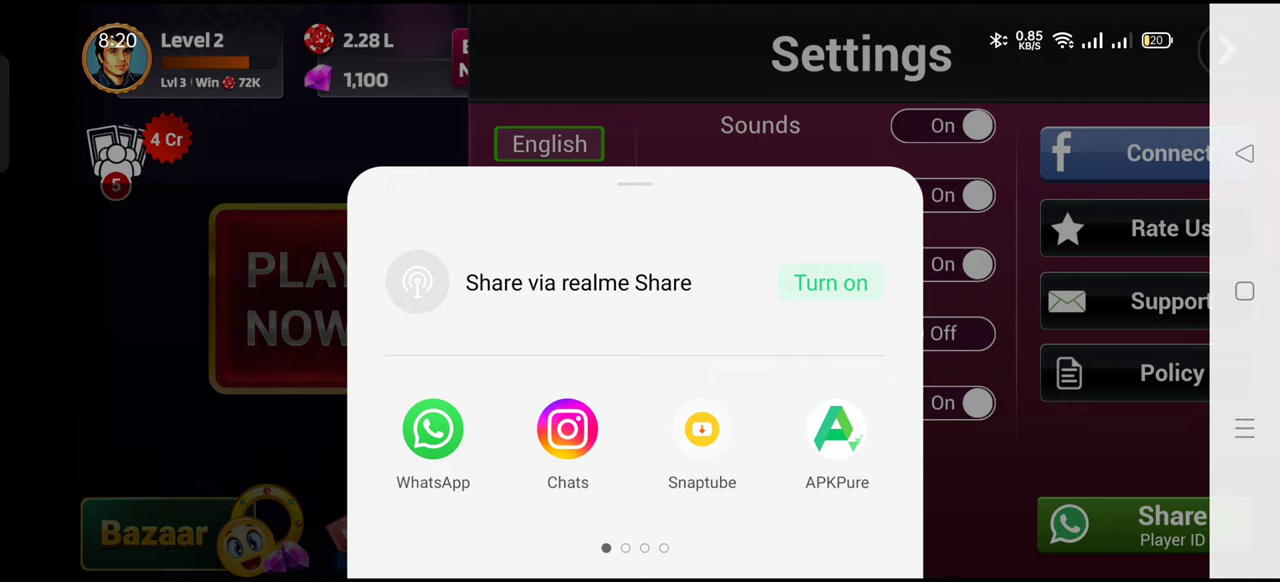 8:20
Level 2
Lvl 3 Win 72K
2.28 L
1,100
4 Cr
5
PLAY
NOW
Bazaar
Settings
0.85
KB/S
20
English
Sounds
On
On
On
Off
On
Connect
Rate Us
Support
Policy
Share
Player ID
Share via realme Share
Turn on
WhatsApp
Chats
Snaptube
APKPure